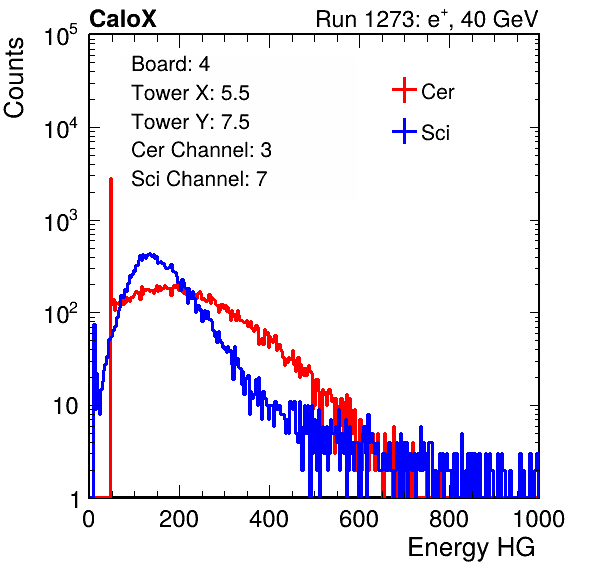 CaloX Run 1273: e⁺, 40 GeV
Counts
10⁵
10⁴
10³
10²
10
1
Board: 4
Tower X: 5.5
Tower Y: 7.5
Cer Channel: 3
Sci Channel: 7
Cer
Sci
0 200 400 600 800 1000
Energy HG